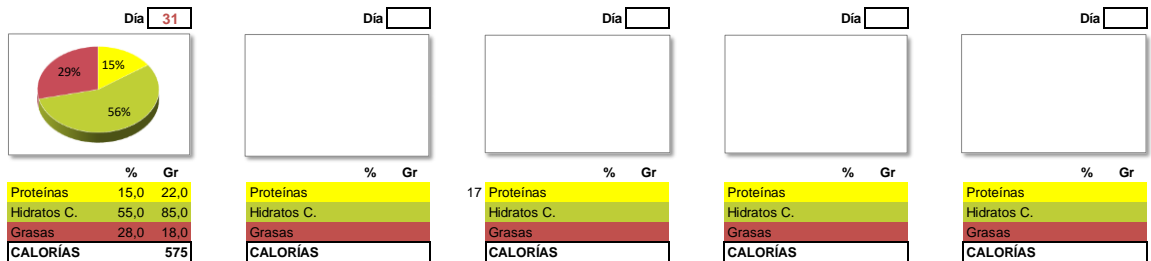 Día 31 Día Día Día Día
29% 15%
56%
% Gr % Gr % Gr % Gr % Gr
Proteínas 15,0 22,0 Proteínas 17 Proteínas Proteínas Proteínas
Hidratos C. 55,0 85,0 Hidratos C. Hidratos C. Hidratos C. Hidratos C.
Grasas 28,0 18,0 Grasas Grasas Grasas Grasas
CALORÍAS 575 CALORÍAS CALORÍAS CALORÍAS CALORÍAS